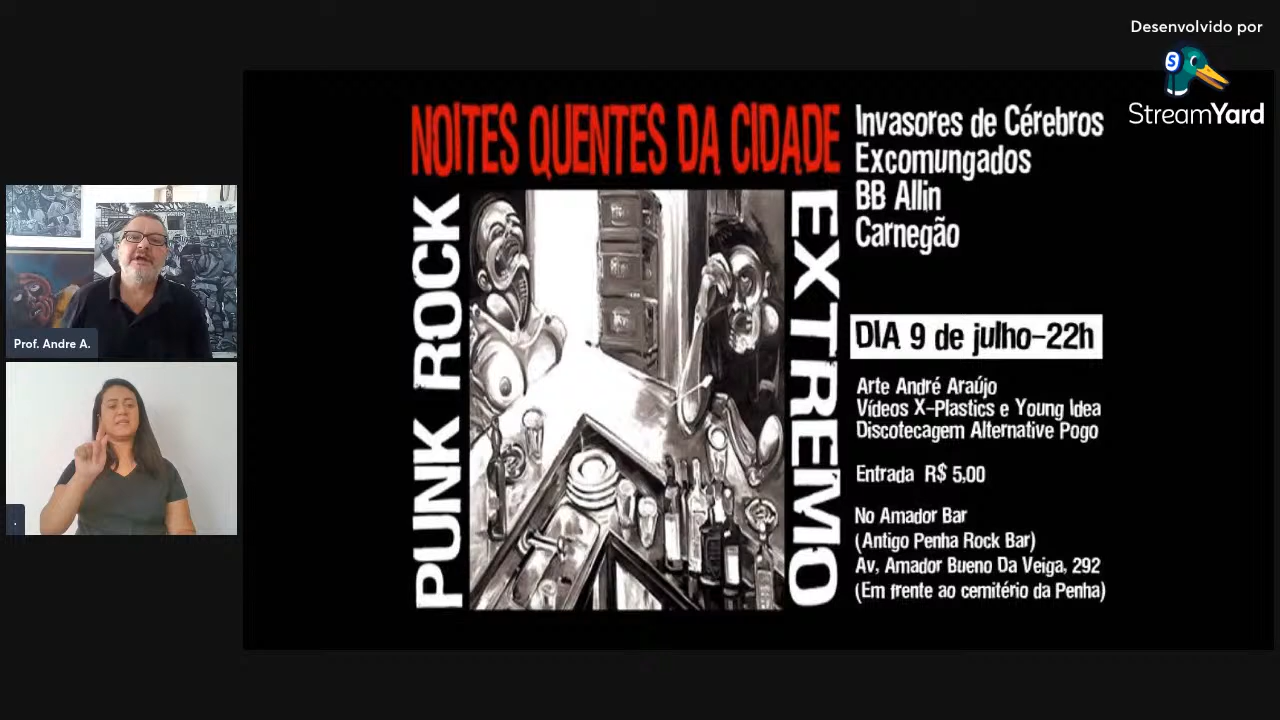 Desenvolvido por
StreamYard
NOITES QUENTES DA CIDADE
PUNK ROCK
EXTREMO
Invasores de Cérebros
Excomungados
BB Allin
Carnegão
DIA 9 de julho-22h
Arte André Araújo
Vídeos X-Plastics e Young Idea
Discotecagem Alternative Pogo
Entrada R$ 5,00
No Amador Bar
(Antigo Penha Rock Bar)
Av, Amador Bueno Da Veiga, 292
(Em frente ao cemitério da Penha)
Prof. Andre A.
.